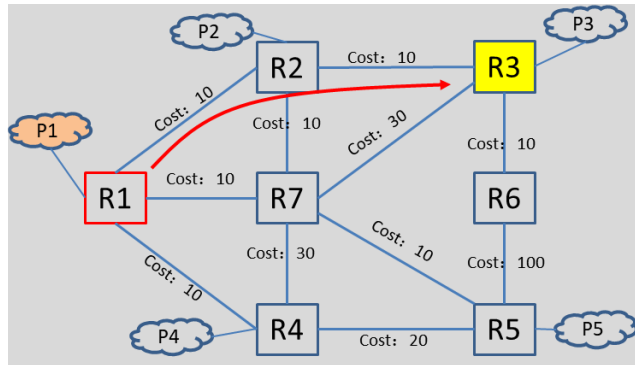 P2
P3
R2
Cost：10
R3
Cost：10
P1
Cost：10
Cost：30
Cost：10
R1
Cost：10
R7
R6
Cost：10
Cost：30
Cost：10
Cost：100
P4
R4
Cost：20
R5
P5